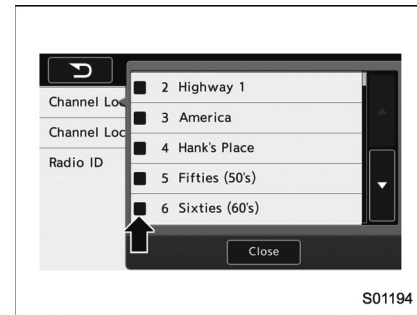 Channel Lo
Channel Loc
Radio ID
2 Highway 1
3 America
4 Hank's Place
5 Fifties (50's)
6 Sixties (60's)
Close
S01194